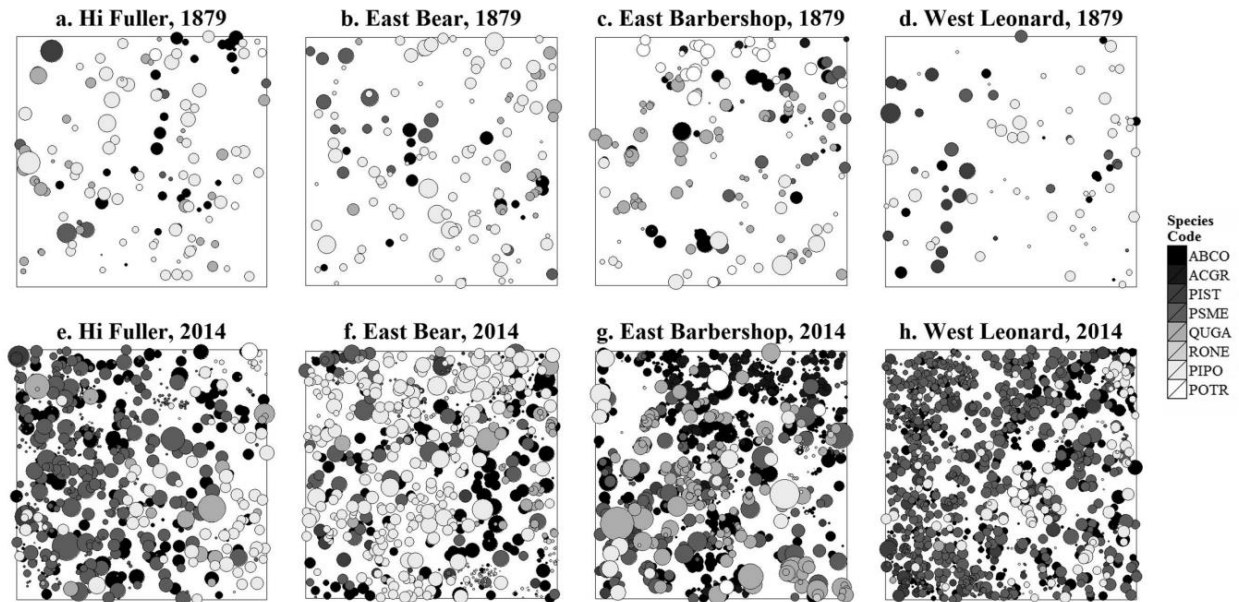 a. Hi Fuller, 1879
b. East Bear, 1879
c. East Barbershop, 1879
d. West Leonard, 1879
e. Hi Fuller, 2014
f. East Bear, 2014
g. East Barbershop, 2014
h. West Leonard, 2014
Species
Code
ABCO
ACGR
PIST
PSME
QUGA
RONE
PIPO
POTR